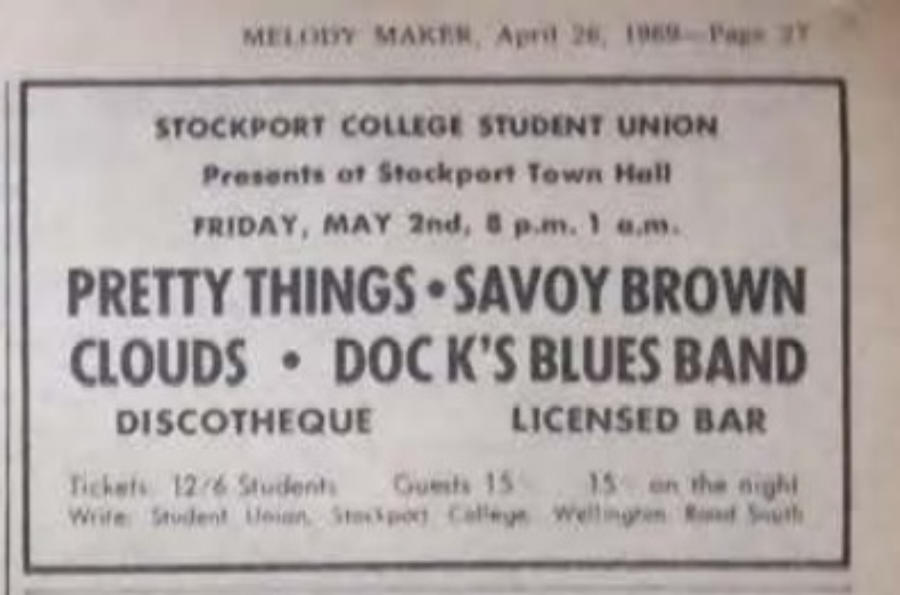 MELODY MAKER, April 26, 1969—Page 27
STOCKPORT COLLEGE STUDENT UNION
Presents at Stockport Town Hall
FRIDAY, MAY 2nd, 8 p.m. 1 a.m.
PRETTY THINGS • SAVOY BROWN
CLOUDS • DOC K'S BLUES BAND
DISCOTHEQUE LICENSED BAR
Tickets: 12/6 Students Guests 15 15 on the night
Write: Student Union, Stockport College, Wellington Road South